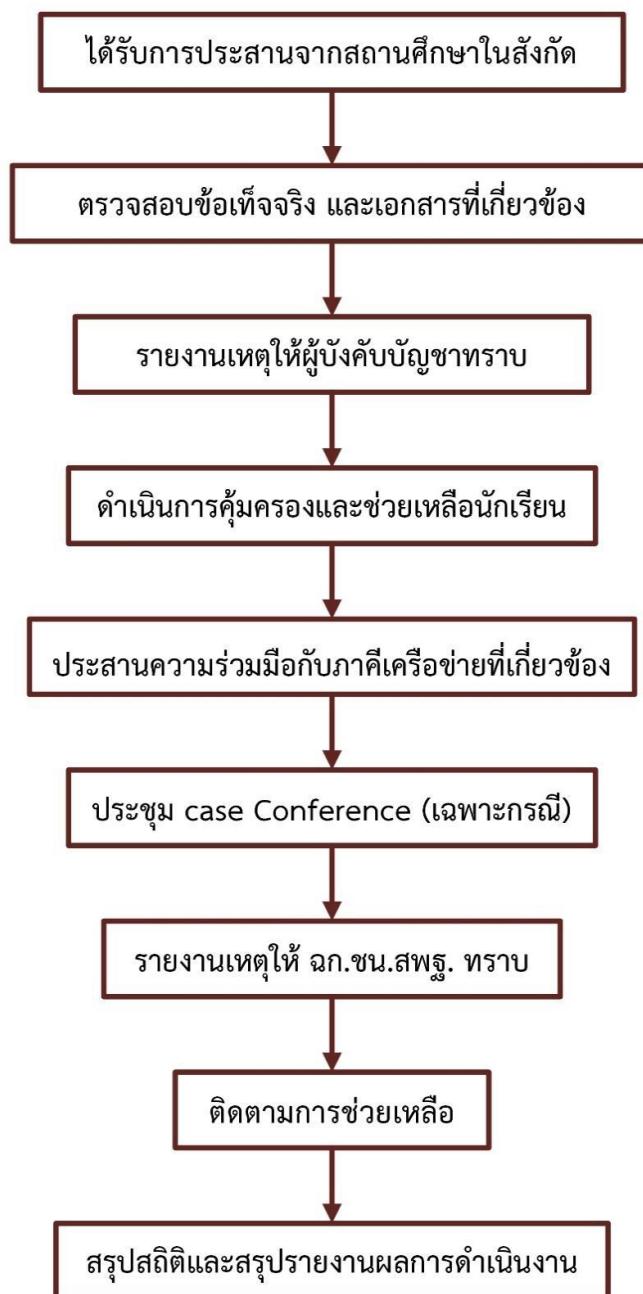 ได้รับการประสานจากสถานศึกษาในสังกัด
ตรวจสอบข้อเท็จจริง และเอกสารที่เกี่ยวข้อง
รายงานเหตุให้ผู้บังคับบัญชาทราบ
ดำเนินการคุ้มครองและช่วยเหลือนักเรียน
ประสานความร่วมมือกับภาคีเครือข่ายที่เกี่ยวข้อง
ประชุม case Conference (เฉพาะกรณี)
รายงานเหตุให้ ฉก.ชน.สพฐ. ทราบ
ติดตามการช่วยเหลือ
สรุปสถิติและสรุปรายงานผลการดำเนินงาน